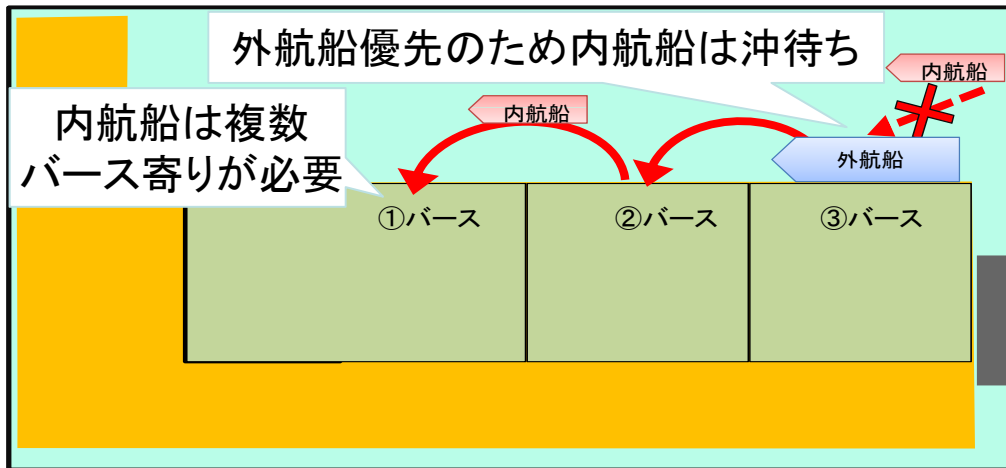 外航船優先のため内航船は沖待ち
内航船
内航船は複数
バース寄りが必要
内航船
外航船
①バース
②バース
③バース